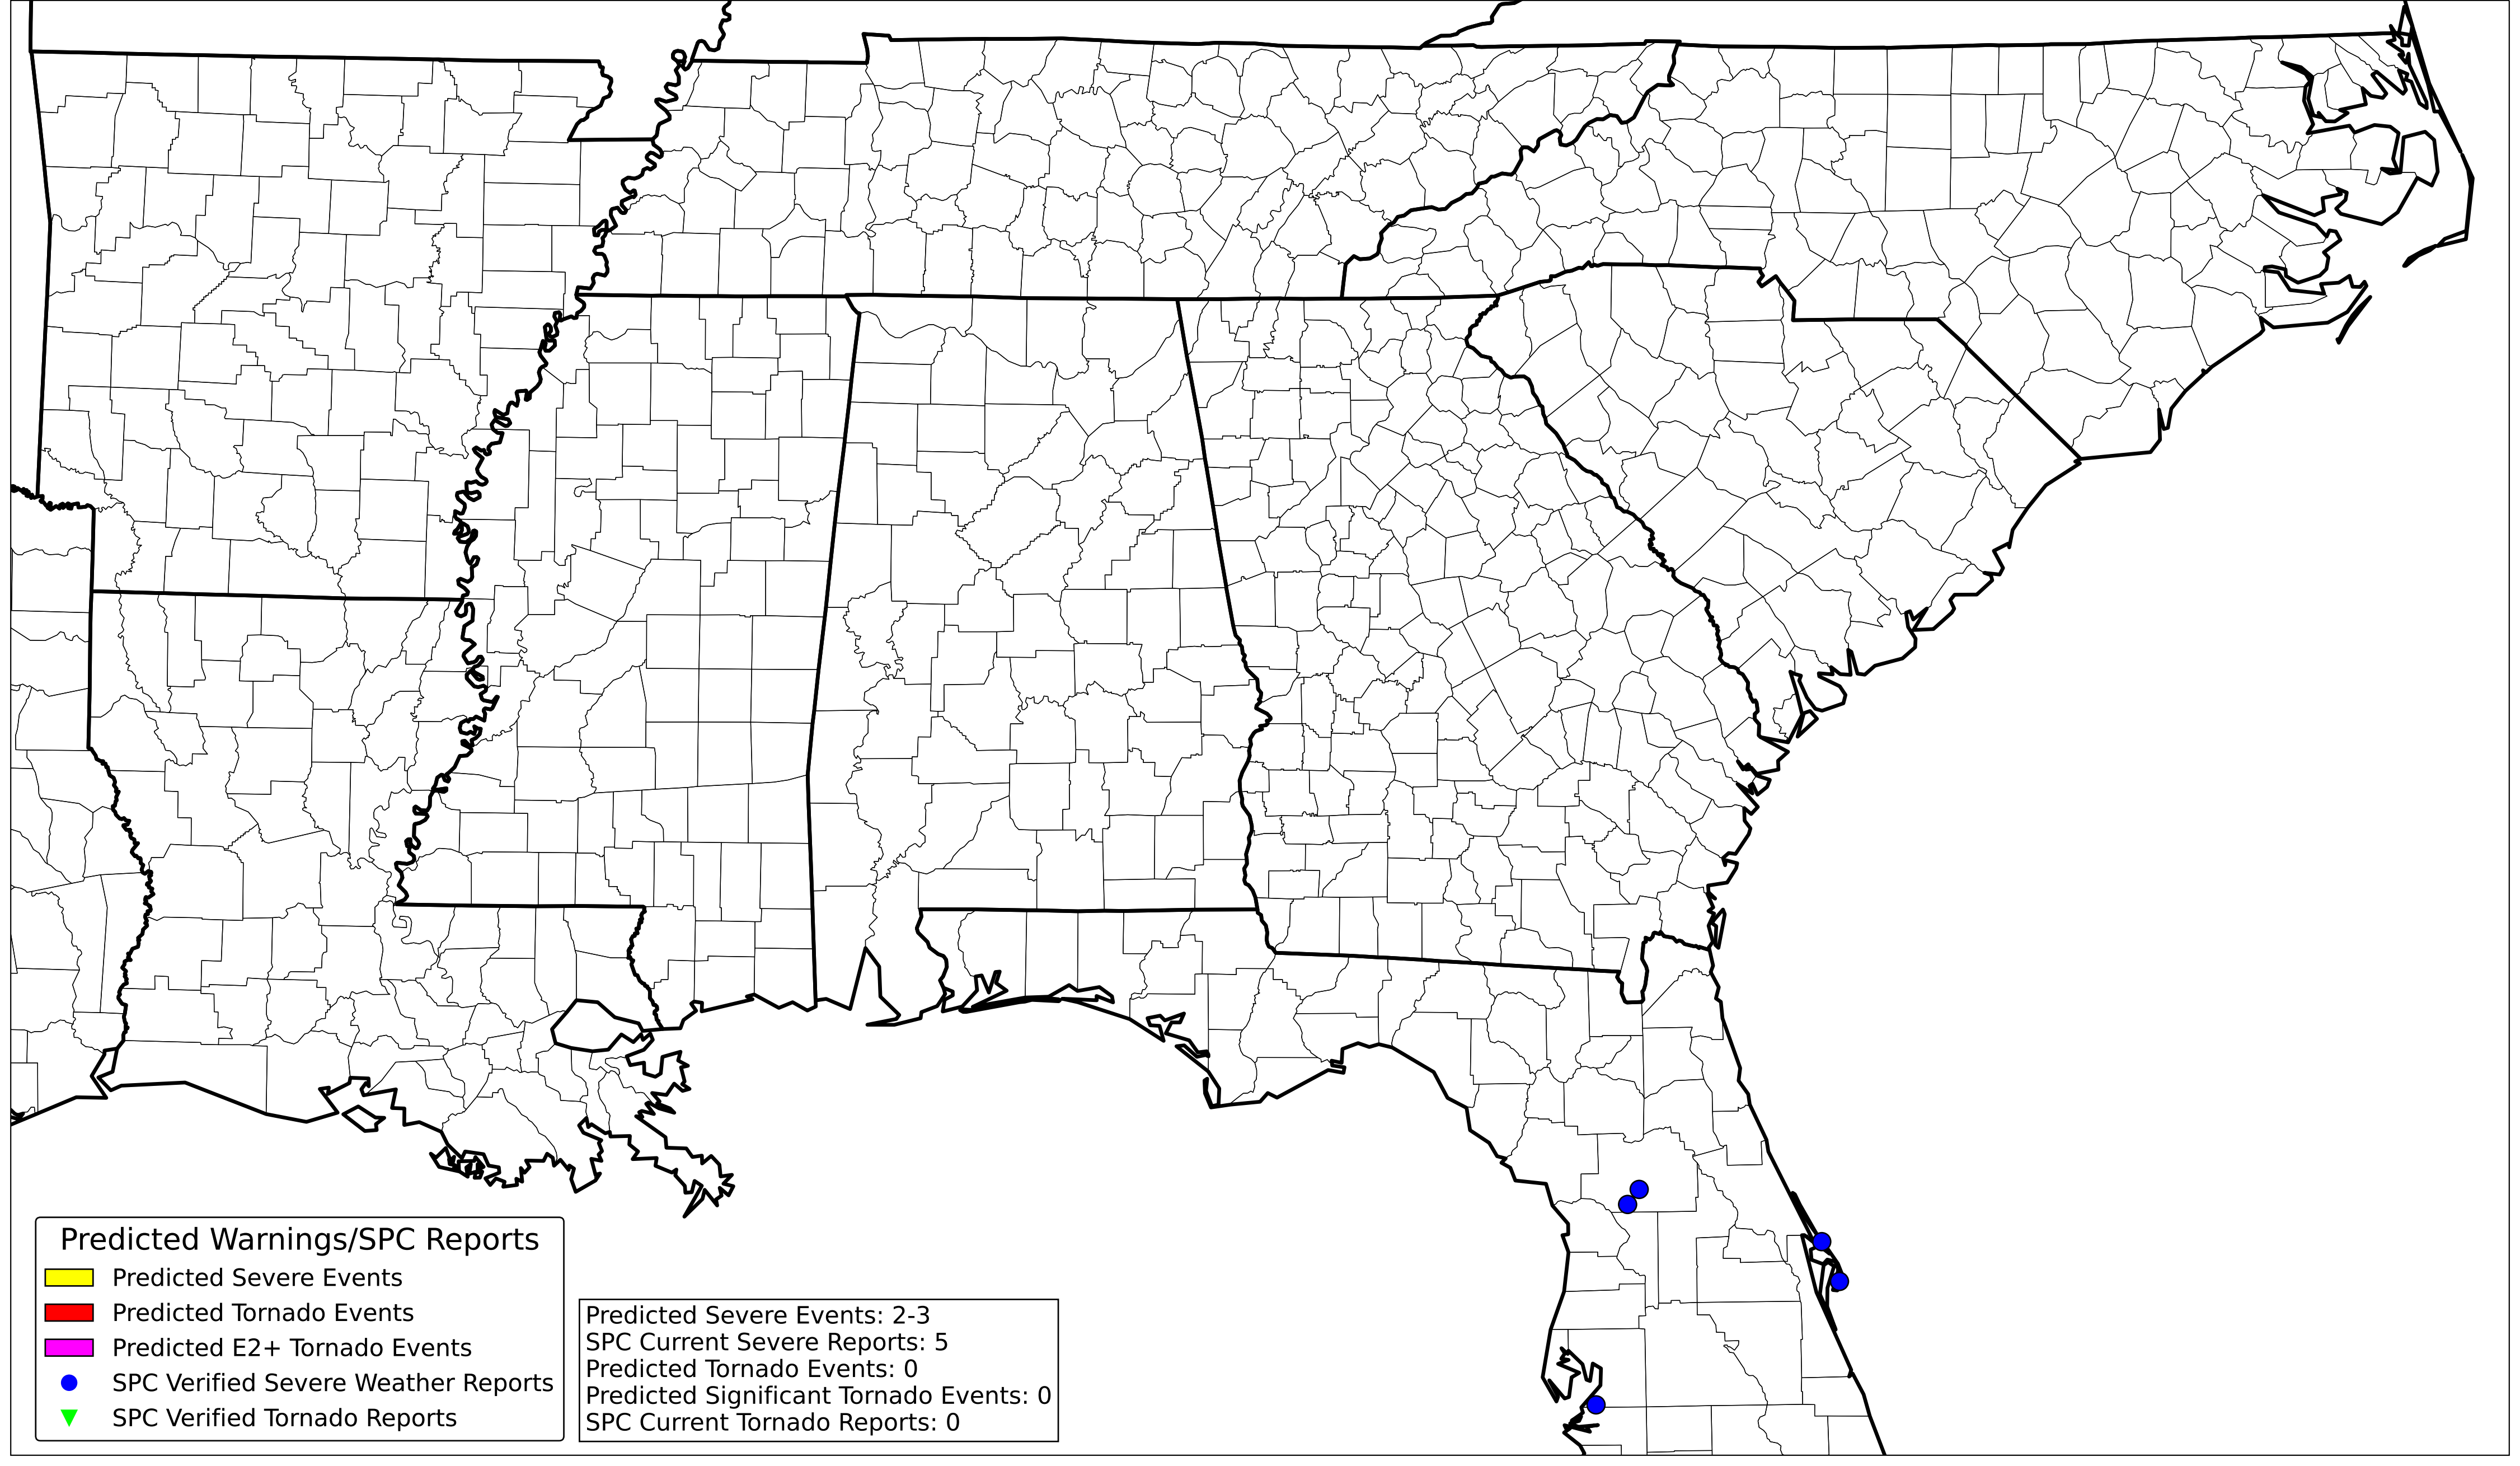 Predicted Warnings/SPC Reports
Predicted Severe Events
Predicted Tornado Events
Predicted E2+ Tornado Events
SPC Verified Severe Weather Reports
SPC Verified Tornado Reports
Predicted Severe Events: 2-3
SPC Current Severe Reports: 5
Predicted Tornado Events: 0
Predicted Significant Tornado Events: 0
SPC Current Tornado Reports: 0